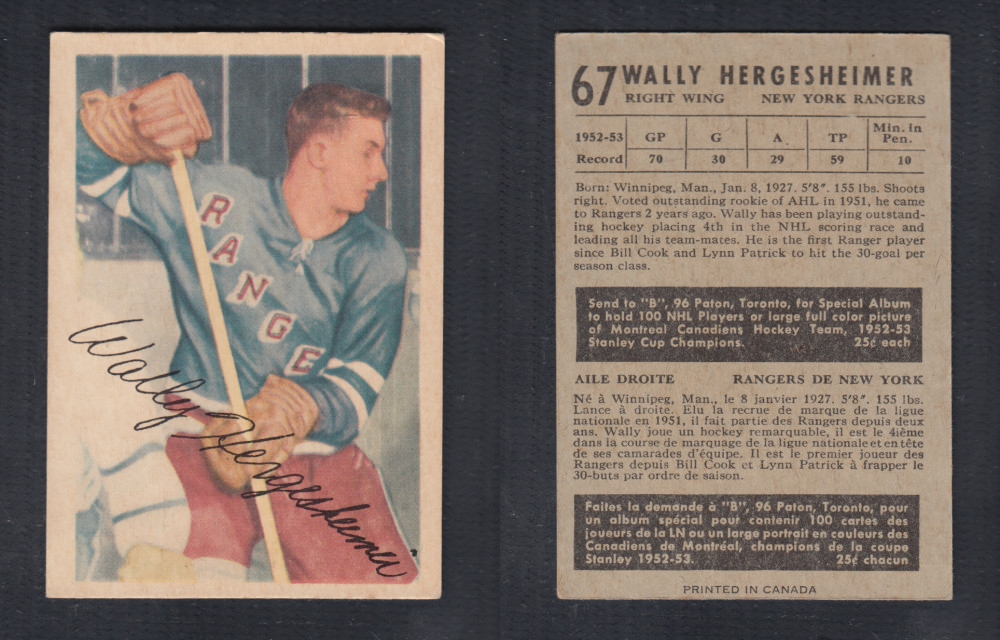 RANGE
Wally Hergesheimer
67 WALLY HERGESHEIMER
RIGHT WING NEW YORK RANGERS
1952-53 GP G A TP Min. in Pen.
Record 70 30 29 59 10
Born: Winnipeg, Man., Jan. 8, 1927. 5'8". 155 lbs. Shoots
right. Voted outstanding rookie of AHL in 1951, he came
to Rangers 2 years ago. Wally has been playing outstand-
ing hockey placing 4th in the NHL scoring race and
leading all his team-mates. He is the first Ranger player
since Bill Cook and Lynn Patrick to hit the 30-goal per
season class.
Send to "B", 96 Paton, Toronto, for Special Album
to hold 100 NHL Players or large full color picture
of Montreal Canadiens Hockey Team, 1952-53
Stanley Cup Champions. 25¢ each
AILE DROITE RANGERS DE NEW YORK
Né à Winnipeg, Man., le 8 janvier 1927. 5'8". 155 lbs.
Lance à droite. Elu la recrue de marque de la ligue
nationale en 1951, il fait partie des Rangers depuis deux
ans. Wally joue un hockey remarquable, il est le 4ième
dans la course de marquage de la ligue nationale et en tête
de ses camarades d'équipe. Il est le premier joueur des
Rangers depuis Bill Cook et Lynn Patrick à frapper le
30-buts par ordre de saison.
Faites la demande à "B", 96 Paton, Toronto, pour
un album spécial pour contenir 100 cartes des
joueurs de la LN ou un large portrait en couleurs des
Canadiens de Montréal, champions de la coupe
Stanley 1952-53. 25¢ chacun
PRINTED IN CANADA